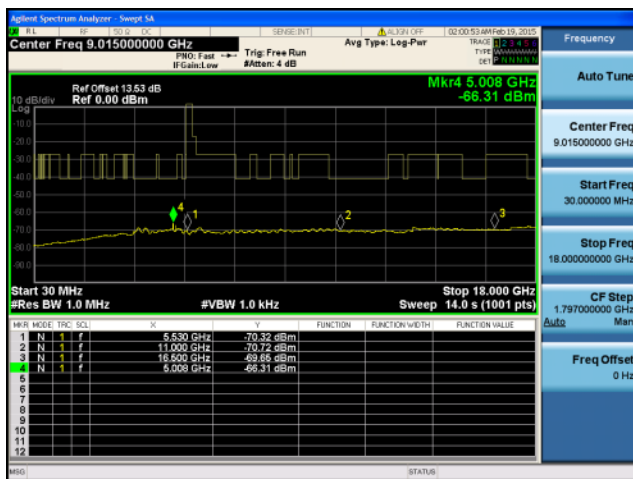 Agilent Spectrum Analyzer - Swept SA
RL RF 50 Ω DC SENSE:INT ALIGN OFF 02:00:53 AM Feb 19, 2015
Center Freq 9.015000000 GHz
PNO: Fast
IFGain:Low
Trig: Free Run
#Atten: 4 dB
Avg Type: Log-Pwr
TRACE 1 2 3 4 5 6
TYPE
DET P N N N N N
Frequency
Auto Tune
Center Freq
9.015000000 GHz
Start Freq
30.000000 MHz
Stop Freq
18.000000000 GHz
CF Step
1.797000000 GHz
Auto Man
Freq Offset
0 Hz
Mkr4 5.008 GHz
-66.31 dBm
Ref Offset 13.53 dB
10 dB/div Ref 0.00 dBm
Log
-10.0
-20.0
-30.0
-40.0
-50.0
-60.0
-70.0
-80.0
-90.0
4
1
2
3
Start 30 MHz Stop 18.000 GHz
#Res BW 1.0 MHz #VBW 1.0 kHz Sweep 14.0 s (1001 pts)
MKR MODE TRC SCL X Y FUNCTION FUNCTION WIDTH FUNCTION VALUE
1 N 1 f 5.530 GHz -70.32 dBm
2 N 1 f 11.000 GHz -70.72 dBm
3 N 1 f 16.500 GHz -69.65 dBm
4 N 1 f 5.008 GHz -66.31 dBm
5
6
7
8
9
10
11
12
MSG STATUS